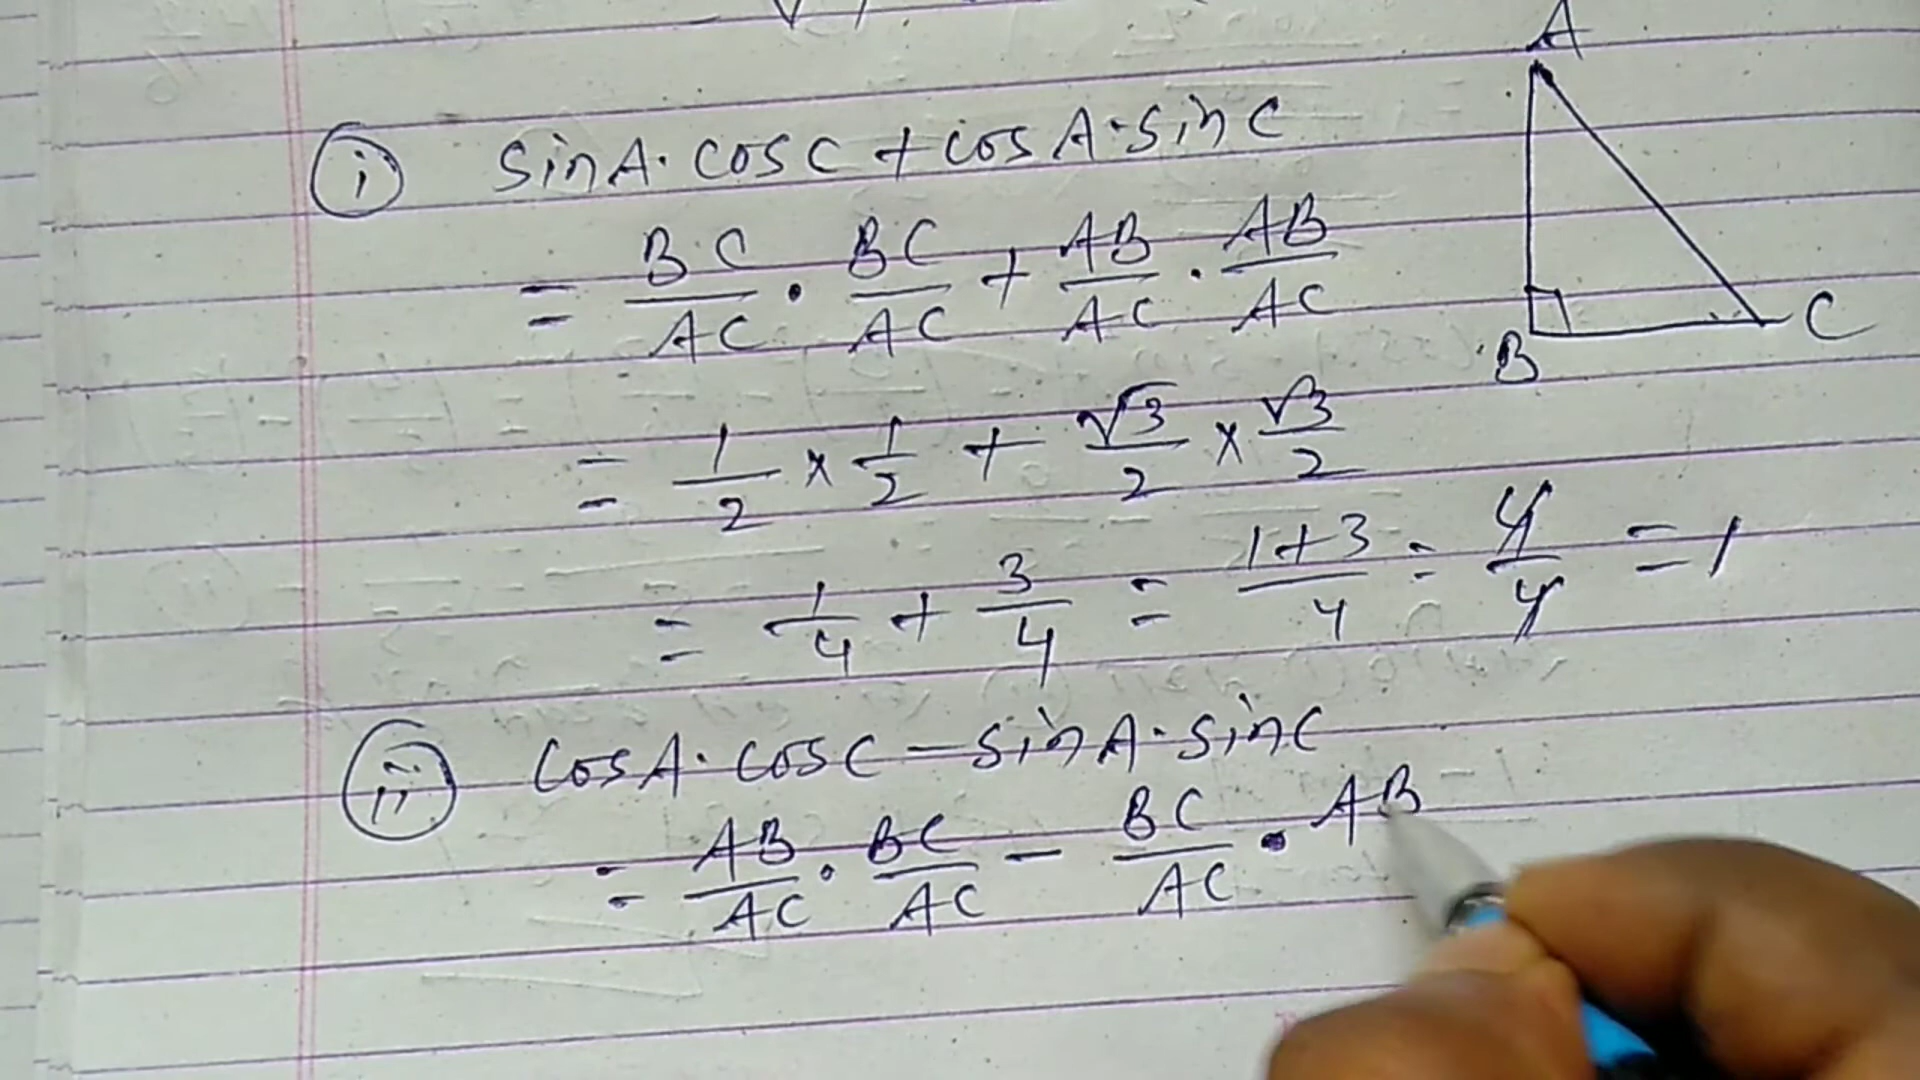 A
(i) sinA·cosC + cosA·sinC
= BC/AC · BC/AC + AB/AC · AB/AC
B C
= 1/2 × 1/2 + √3/2 × √3/2
= 1/4 + 3/4 = 1+3/4 = 4/4 = 1
(ii) cosA·cosC − sinA·sinC
= AB/AC · BC/AC − BC/AC · AB